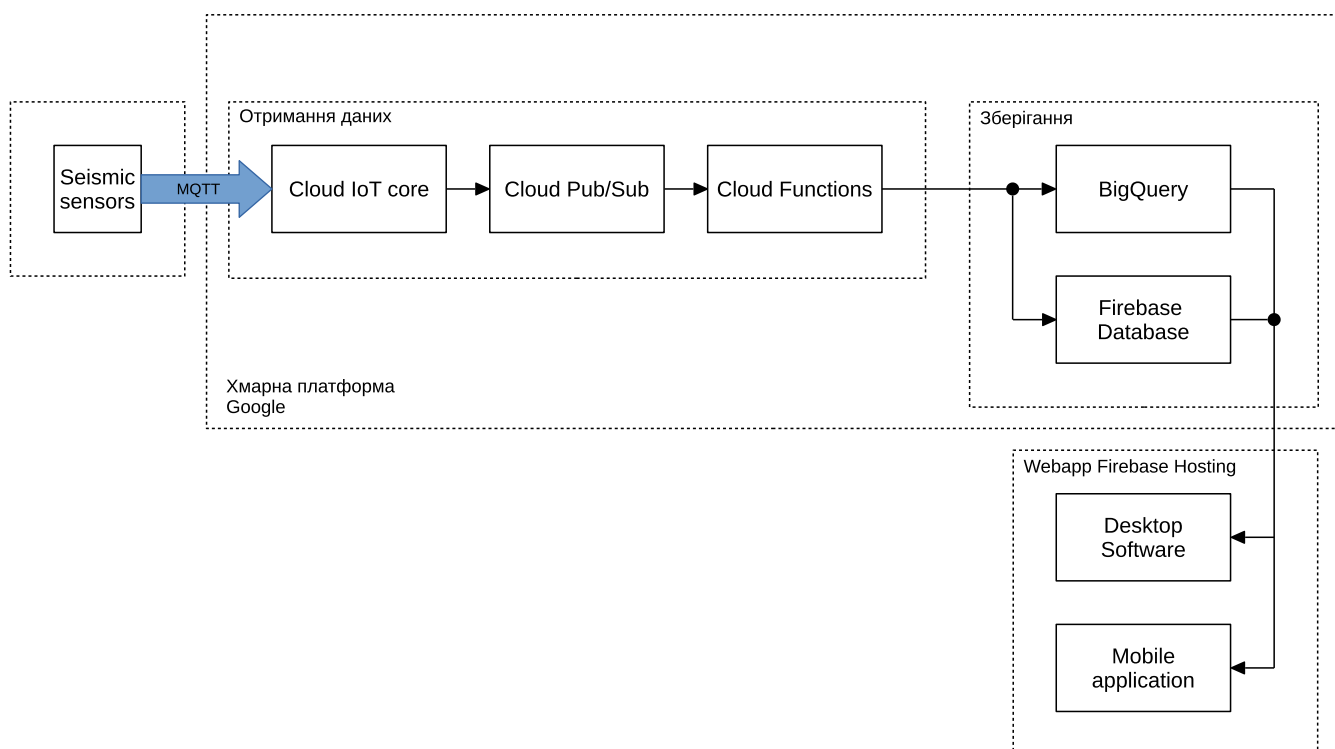 Отримання даних
Зберігання
Seismic
sensors
MQTT
Cloud IoT core
Cloud Pub/Sub
Cloud Functions
BigQuery
Firebase
Database
Хмарна платформа
Google
Webapp Firebase Hosting
Desktop
Software
Mobile
application